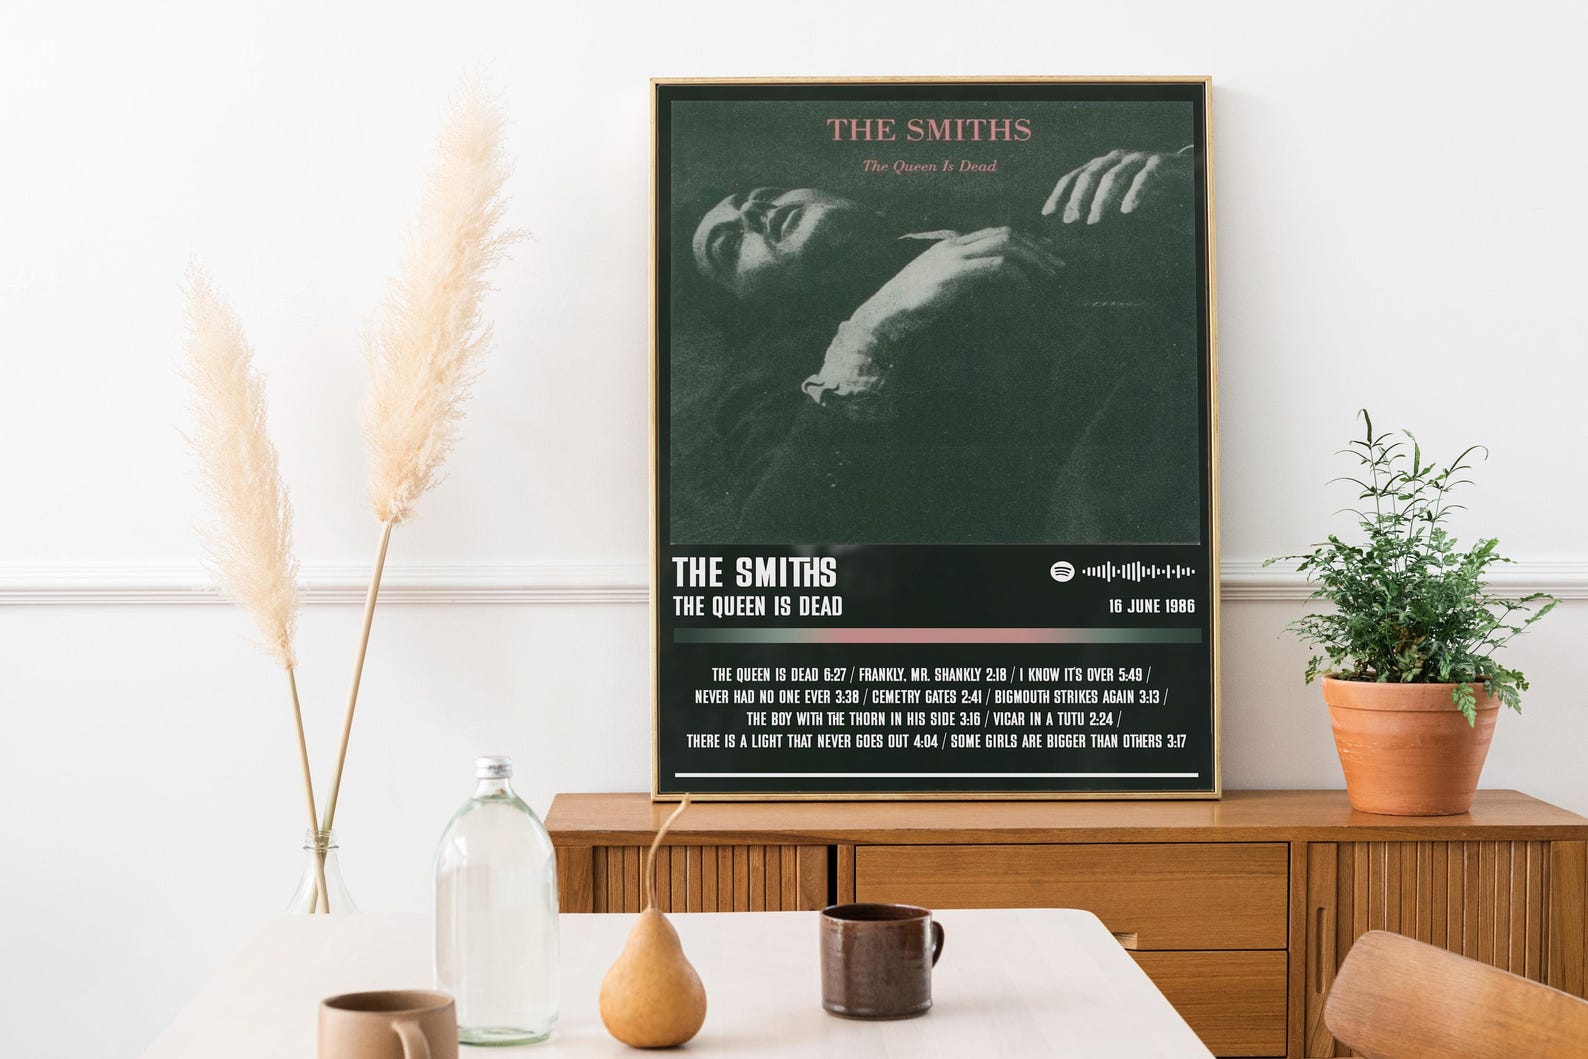 THE SMITHS
The Queen Is Dead
THE SMITHS
THE QUEEN IS DEAD
16 JUNE 1986
THE QUEEN IS DEAD 6:27 / FRANKLY, MR. SHANKLY 2:18 / I KNOW IT'S OVER 5:49 /
NEVER HAD NO ONE EVER 3:38 / CEMETRY GATES 2:41 / BIGMOUTH STRIKES AGAIN 3:13 /
THE BOY WITH THE THORN IN HIS SIDE 3:16 / VICAR IN A TUTU 2:24 /
THERE IS A LIGHT THAT NEVER GOES OUT 4:04 / SOME GIRLS ARE BIGGER THAN OTHERS 3:17